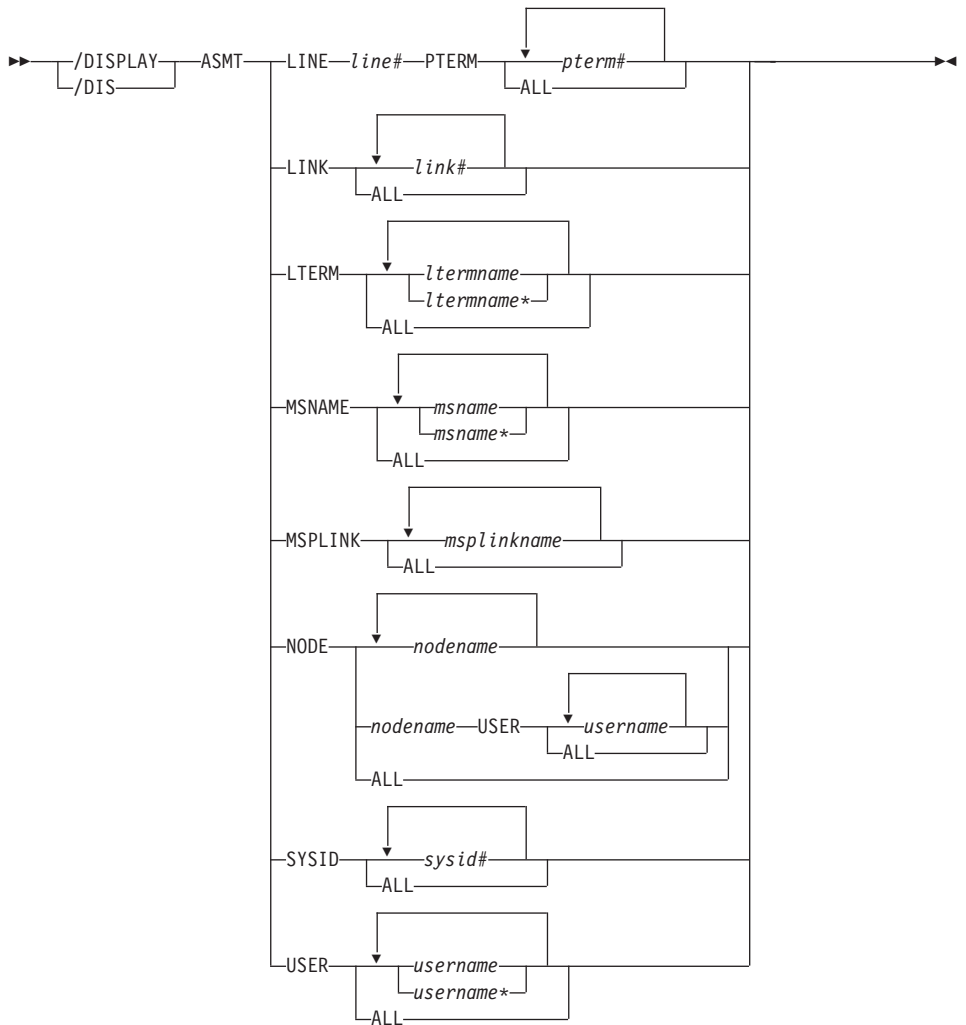 /DISPLAY ASMT LINE line# PTERM pterm#
/DIS ALL
LINK link#
ALL
LTERM ltermname
ltermname*
ALL
MSNAME msname
msname*
ALL
MSPLINK msplinkname
ALL
NODE nodename
nodename USER username
ALL
ALL
SYSID sysid#
ALL
USER username
username*
ALL